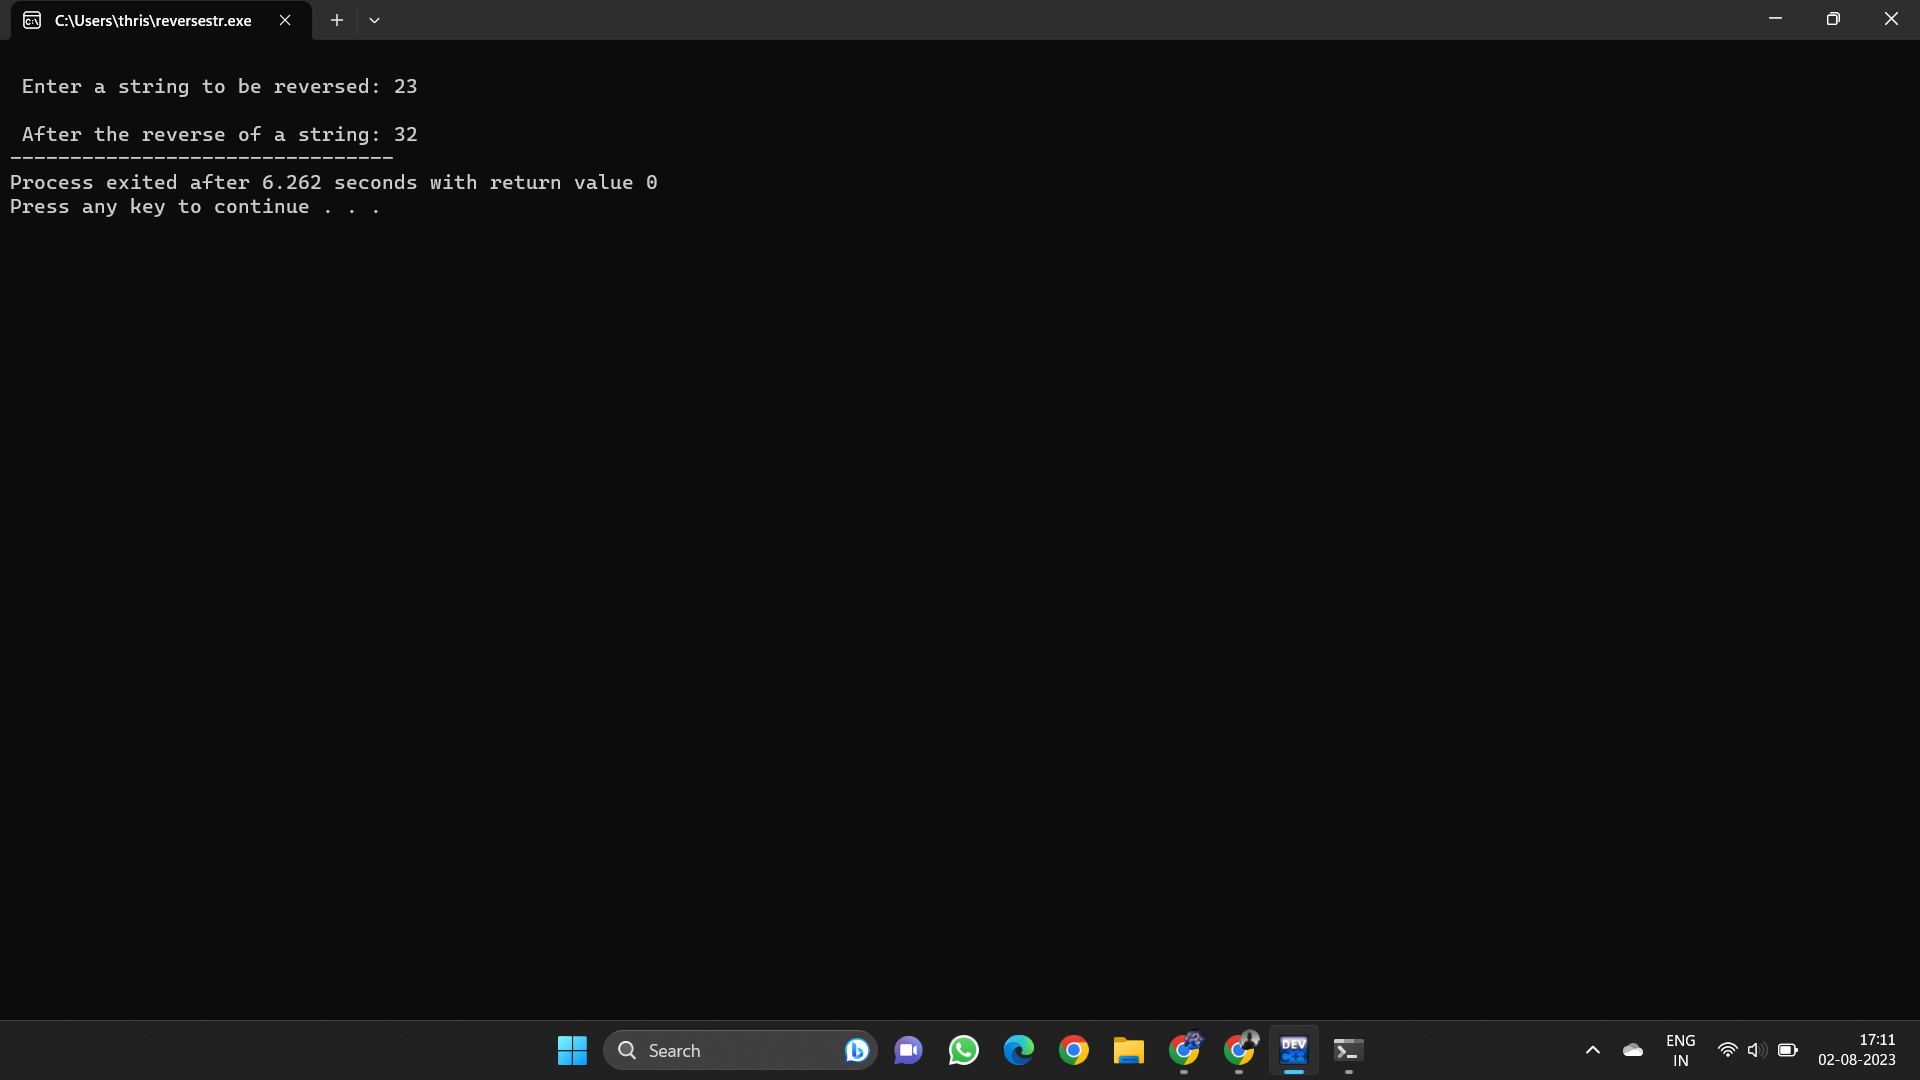 C:\Users\thris\reversestr.exe
Enter a string to be reversed: 23
After the reverse of a string: 32
--------------------------------
Process exited after 6.262 seconds with return value 0
Press any key to continue . . .
Search
DEV
C++
ENG
IN
17:11
02-08-2023